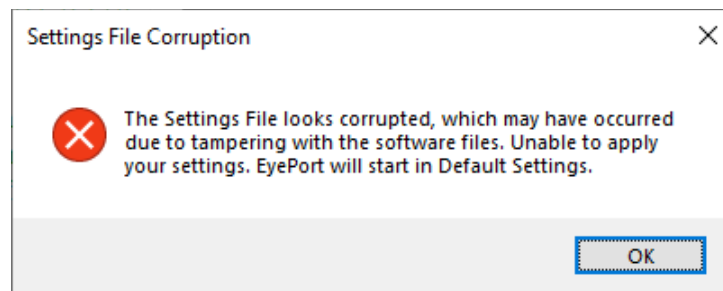 Settings File Corruption
The Settings File looks corrupted, which may have occurred
due to tampering with the software files. Unable to apply
your settings. EyePort will start in Default Settings.
OK